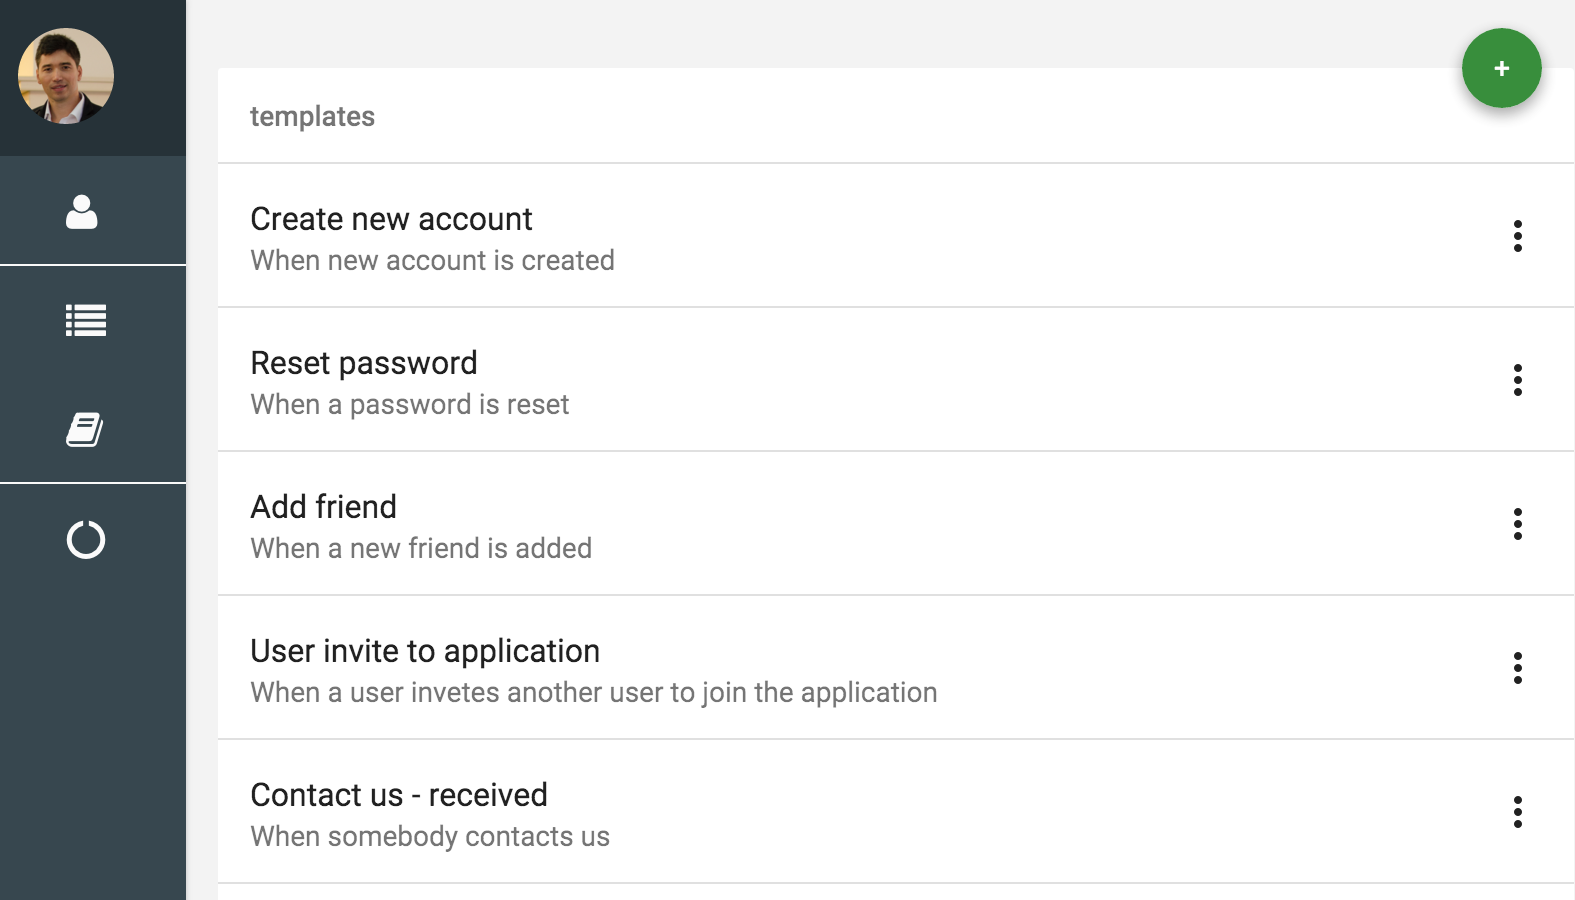 templates
Create new account
When new account is created
Reset password
When a password is reset
Add friend
When a new friend is added
User invite to application
When a user invetes another user to join the application
Contact us - received
When somebody contacts us